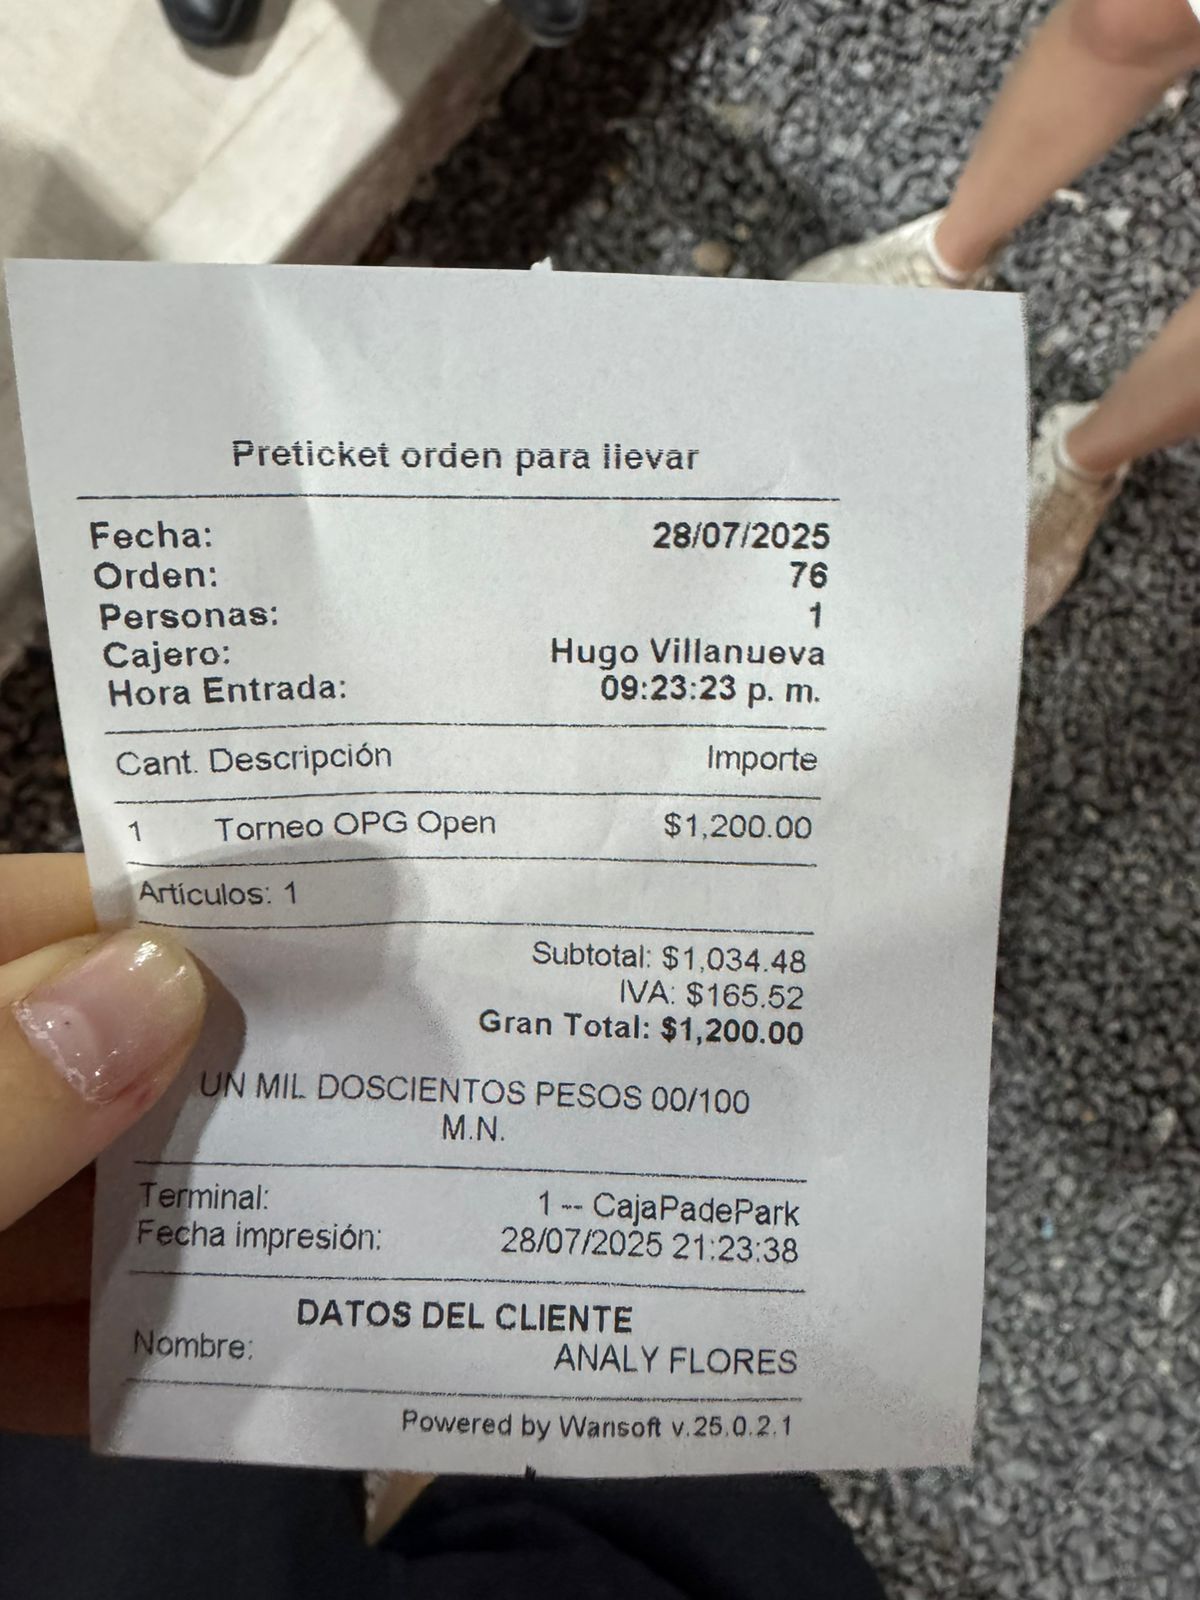 Preticket orden para llevar
Fecha: 28/07/2025
Orden: 76
Personas: 1
Cajero: Hugo Villanueva
Hora Entrada: 09:23:23 p. m.
Cant. Descripción Importe
1 Torneo OPG Open $1,200.00
Artículos: 1
Subtotal: $1,034.48
IVA: $165.52
Gran Total: $1,200.00
UN MIL DOSCIENTOS PESOS 00/100
M.N.
Terminal: 1 -- CajaPadePark
Fecha impresión: 28/07/2025 21:23:38
DATOS DEL CLIENTE
Nombre: ANALY FLORES
Powered by Wansoft v.25.0.2.1